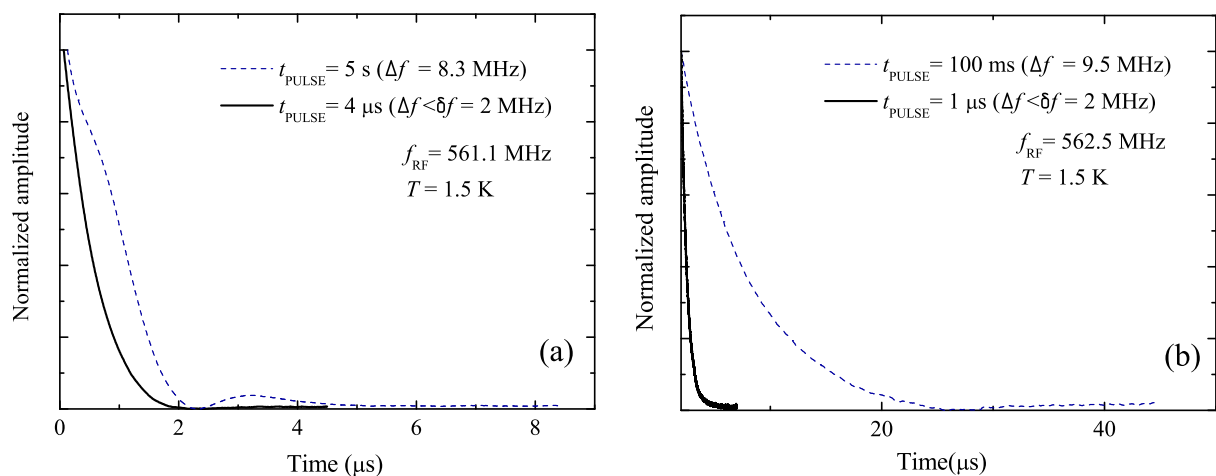 t_PULSE = 5 s (Δf = 8.3 MHz)
t_PULSE = 4 μs (Δf<δf = 2 MHz)
f_RF = 561.1 MHz
T = 1.5 K
Normalized amplitude
(a)
0 2 4 6 8
Time (μs)
t_PULSE = 100 ms (Δf = 9.5 MHz)
t_PULSE = 1 μs (Δf<δf = 2 MHz)
f_RF = 562.5 MHz
T = 1.5 K
Normalized amplitude
(b)
20 40
Time(μs)